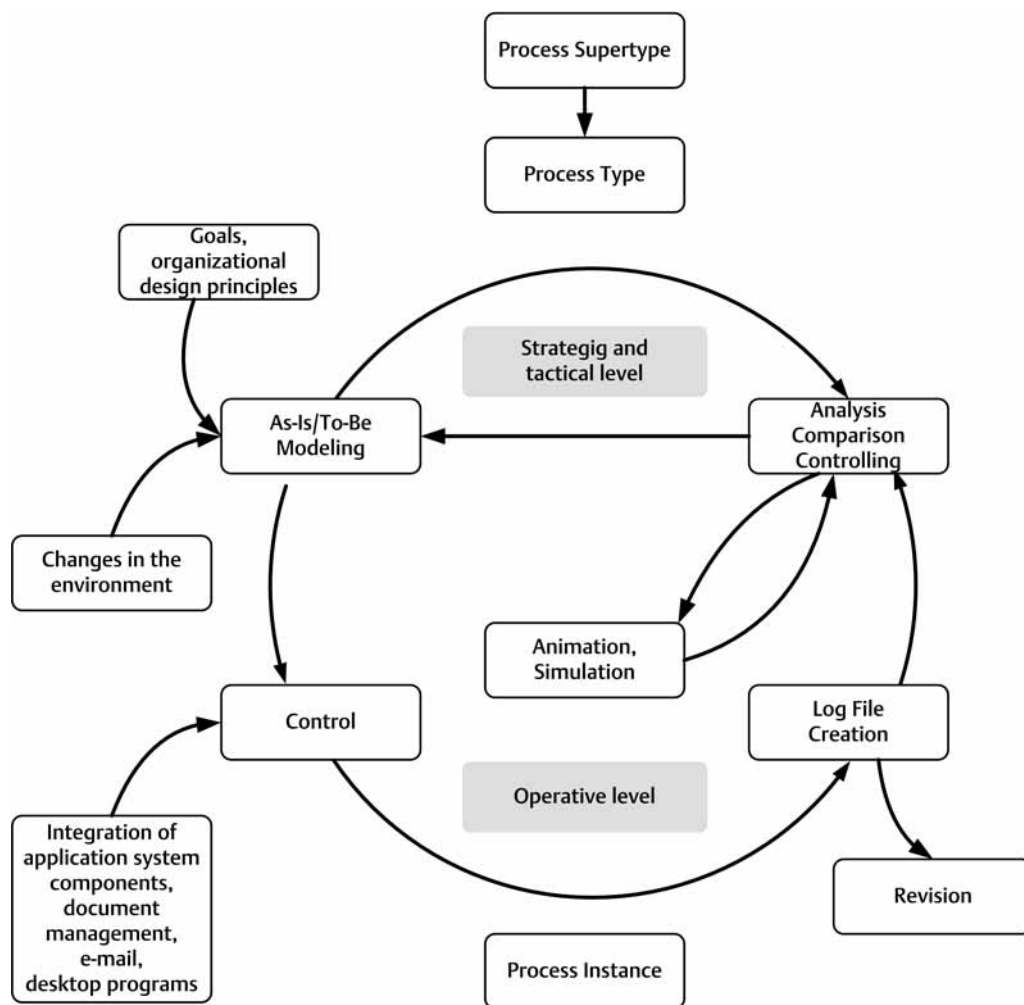 Process Supertype
Process Type
Goals,
organizational
design principles
Strategig and
tactical level
As-Is/To-Be
Modeling
Analysis
Comparison
Controlling
Changes in the
environment
Animation,
Simulation
Control
Log File
Creation
Operative level
Integration of
application system
components,
document
management,
e-mail,
desktop programs
Revision
Process Instance